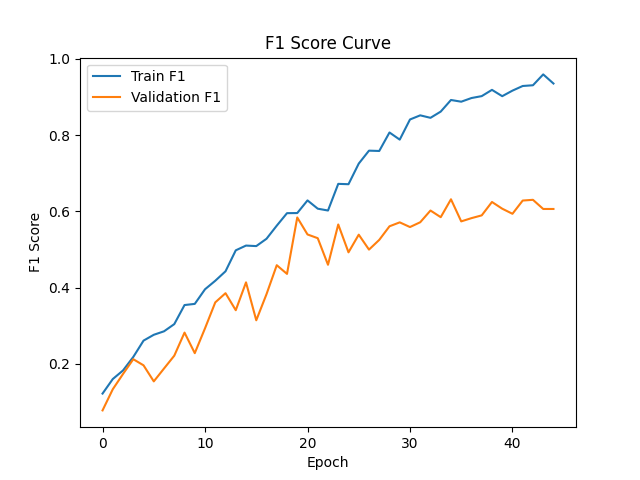 F1 Score Curve
Train F1
Validation F1
F1 Score
1.0
0.8
0.6
0.4
0.2
0 10 20 30 40
Epoch